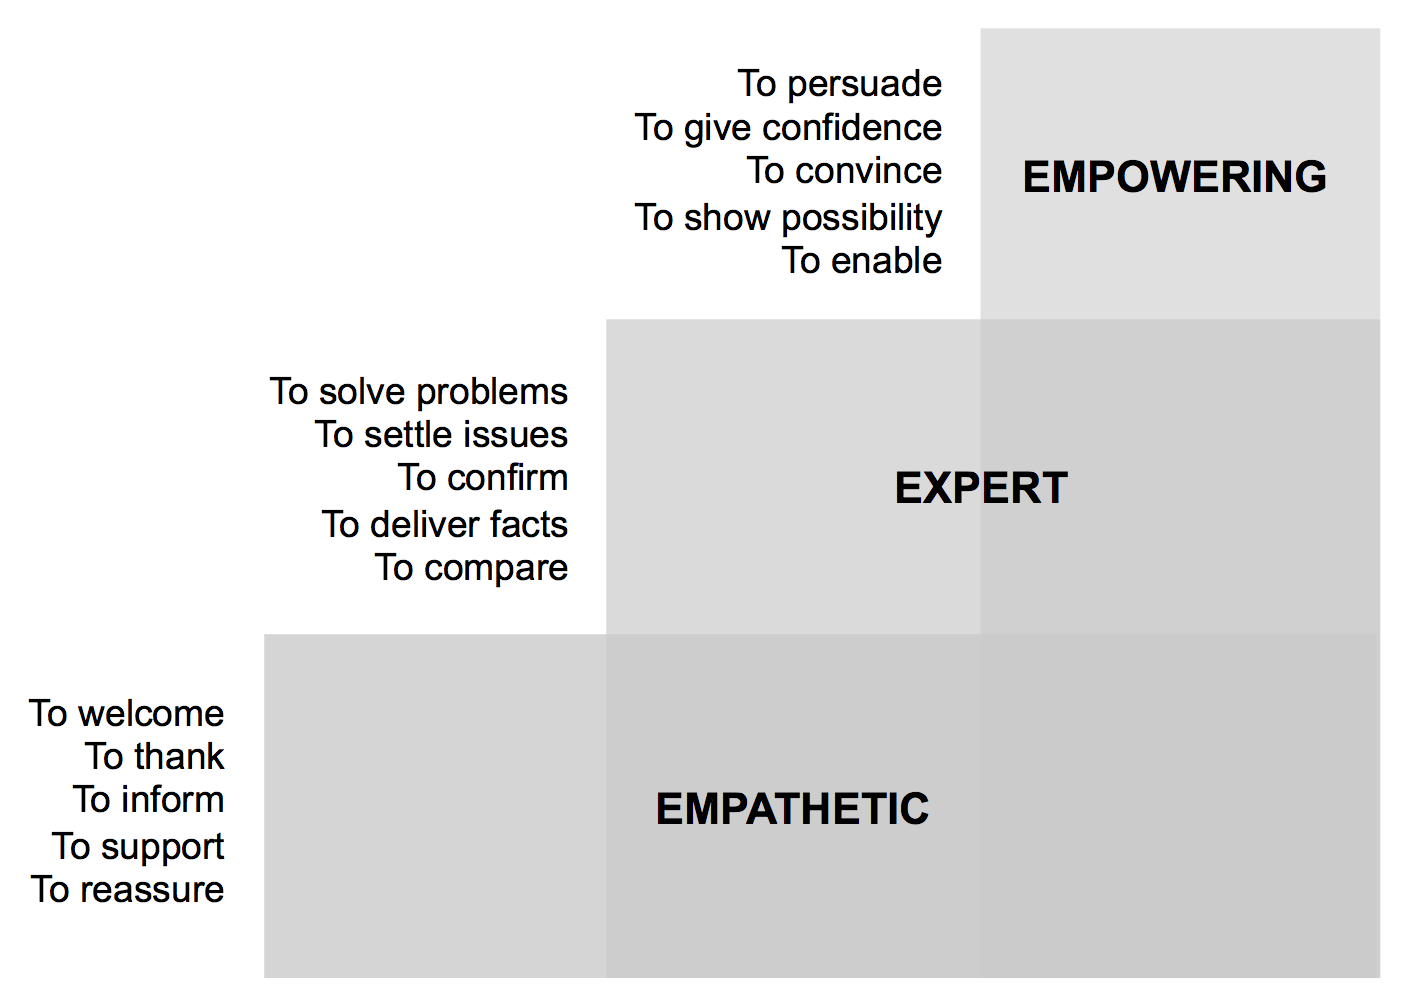 To persuade
To give confidence
To convince
To show possibility
To enable
EMPOWERING
To solve problems
To settle issues
To confirm
To deliver facts
To compare
EXPERT
To welcome
To thank
To inform
To support
To reassure
EMPATHETIC